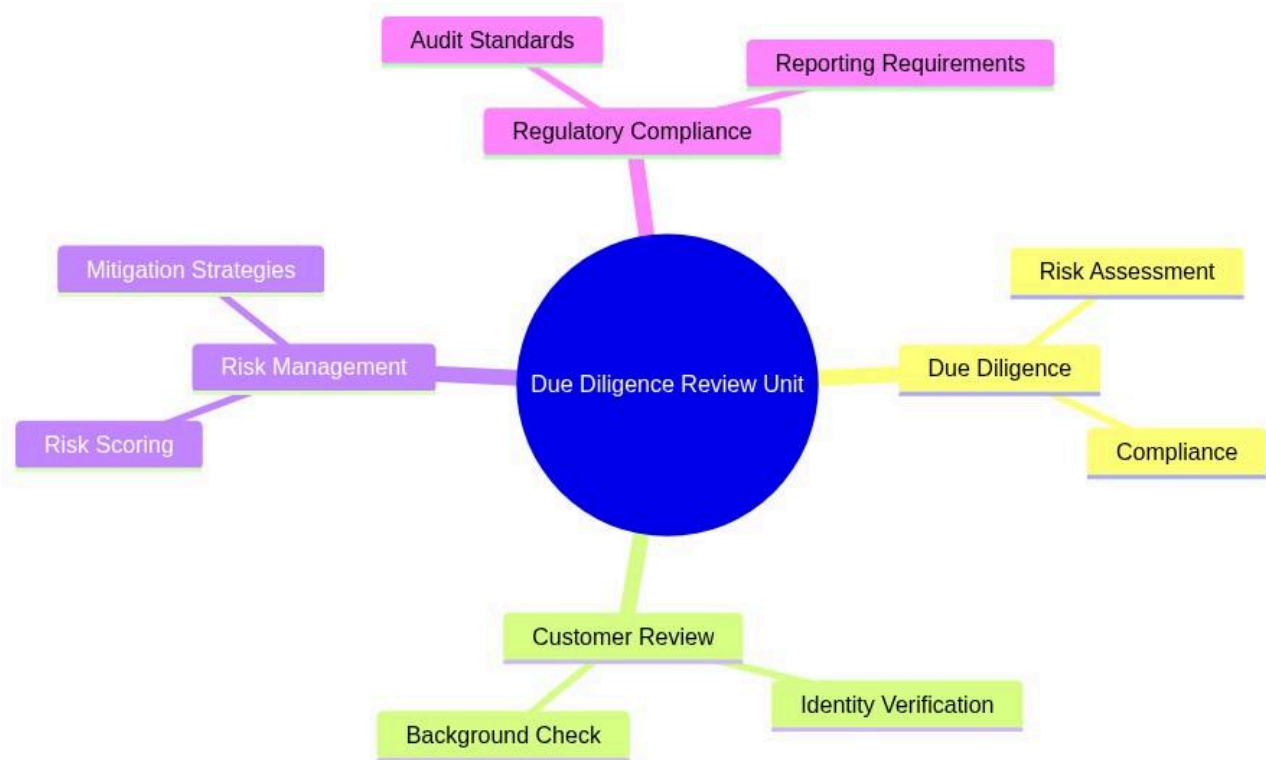 Audit Standards
Reporting Requirements
Regulatory Compliance
Mitigation Strategies
Risk Assessment
Risk Management
Due Diligence Review Unit
Due Diligence
Risk Scoring
Compliance
Customer Review
Identity Verification
Background Check